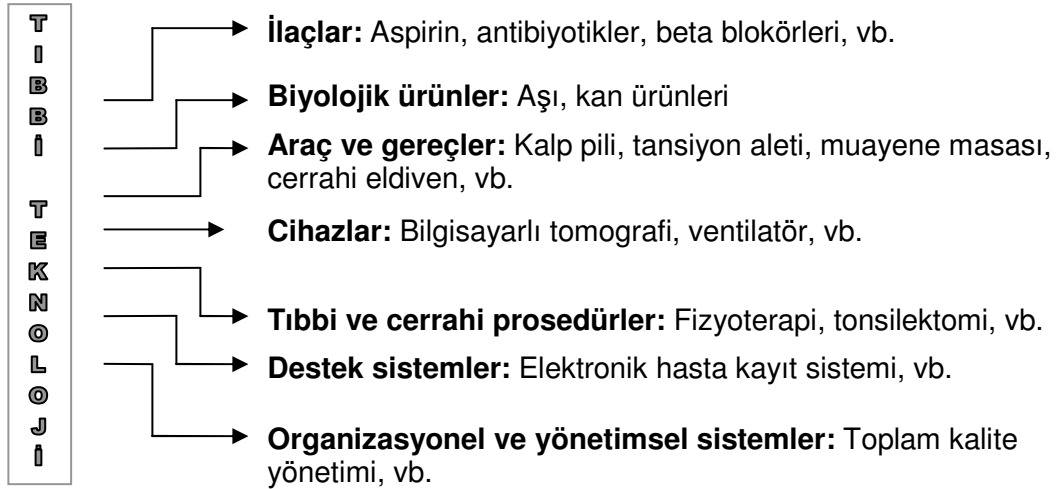 TIBBİ TEKNOLOJİ
İlaçlar: Aspirin, antibiyotikler, beta blokörleri, vb.
Biyolojik ürünler: Aşı, kan ürünleri
Araç ve gereçler: Kalp pili, tansiyon aleti, muayene masası,
cerrahi eldiven, vb.
Cihazlar: Bilgisayarlı tomografi, ventilatör, vb.
Tıbbi ve cerrahi prosedürler: Fizyoterapi, tonsilektomi, vb.
Destek sistemler: Elektronik hasta kayıt sistemi, vb.
Organizasyonel ve yönetimsel sistemler: Toplam kalite
yönetimi, vb.